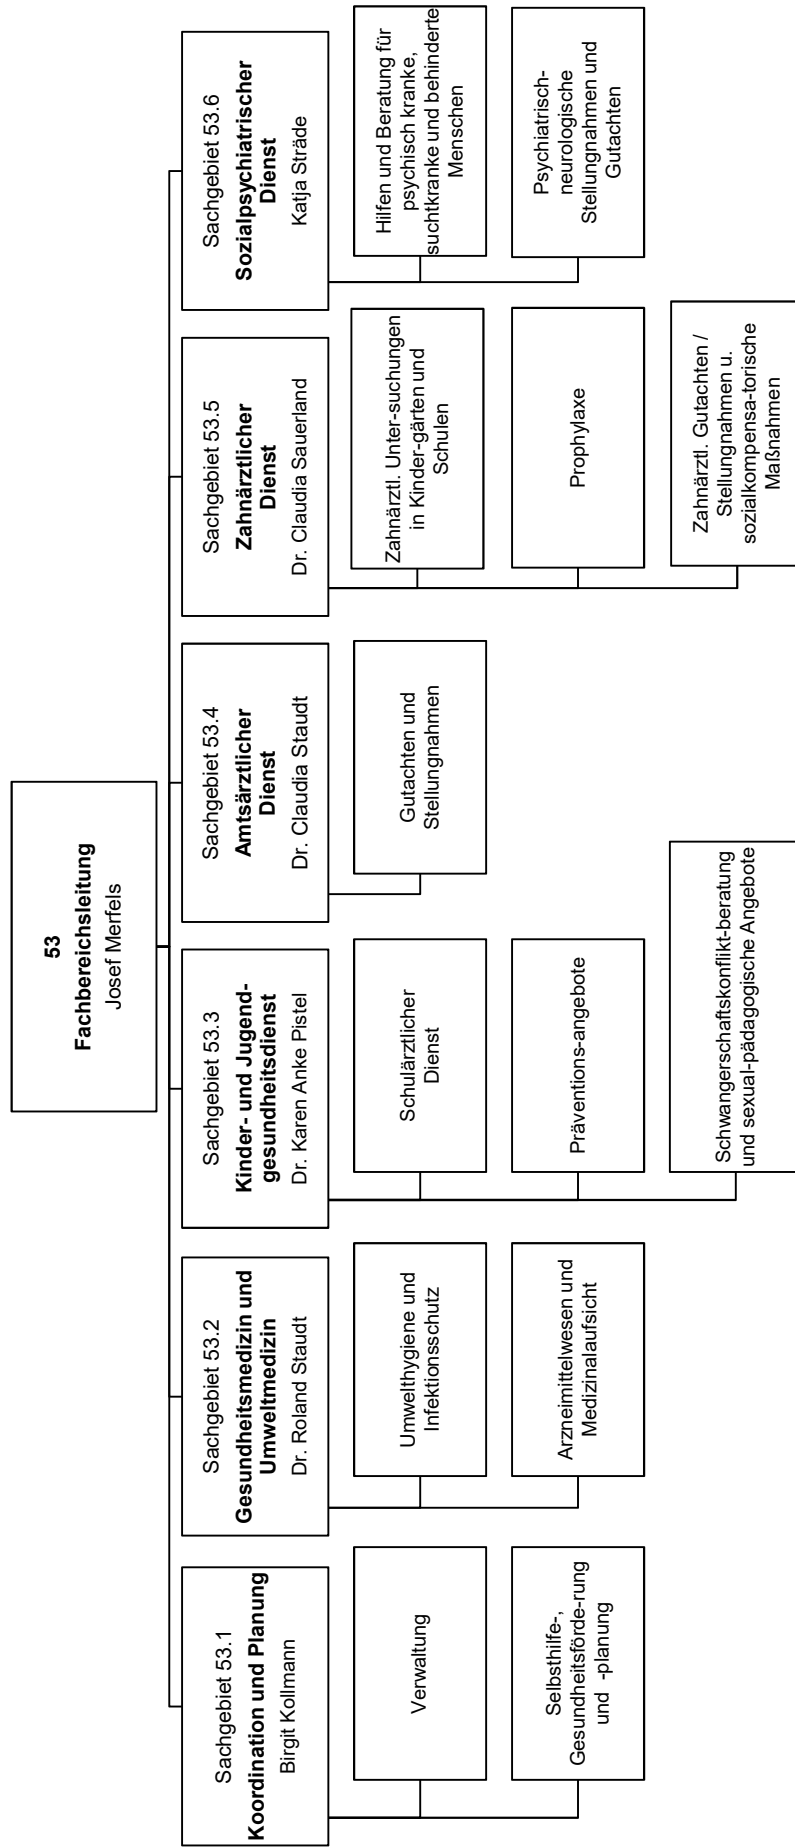 53
Fachbereichsleitung
Josef Merfels
Sachgebiet 53.1
Koordination und Planung
Birgit Kollmann
Verwaltung
Selbsthilfe-,
Gesundheitsförde-rung
und -planung
Sachgebiet 53.2
Gesundheitsmedizin und
Umweltmedizin
Dr. Roland Staudt
Umwelthygiene und
Infektionsschutz
Arzneimittelwesen und
Medizinalaufsicht
Sachgebiet 53.3
Kinder- und Jugend-
gesundheitsdienst
Dr. Karen Anke Pistel
Schulärztlicher
Dienst
Präventions-angebote
Schwangerschaftskonflikt-beratung
und sexual-pädagogische Angebote
Sachgebiet 53.4
Amtsärztlicher
Dienst
Dr. Claudia Staudt
Gutachten und
Stellungnahmen
Sachgebiet 53.5
Zahnärztlicher
Dienst
Dr. Claudia Sauerland
Zahnärztl. Unter-suchungen
in Kinder-gärten und
Schulen
Prophylaxe
Zahnärztl. Gutachten /
Stellungnahmen u.
sozialkompensa-torische
Maßnahmen
Sachgebiet 53.6
Sozialpsychiatrischer
Dienst
Katja Sträde
Hilfen und Beratung für
psychisch kranke,
suchtkranke und behinderte
Menschen
Psychiatrisch-
neurologische
Stellungnahmen und
Gutachten